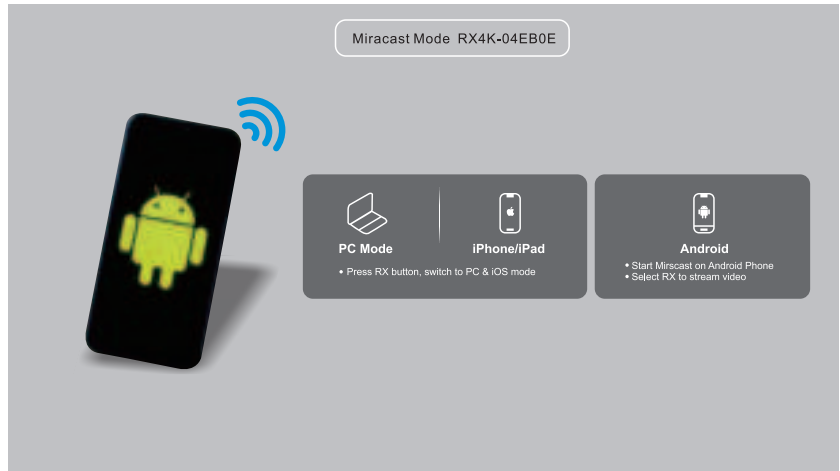 Miracast Mode RX4K-04EB0E
PC Mode
iPhone/iPad
• Press RX button, switch to PC & iOS mode
Android
• Start Mirscast on Android Phone
• Select RX to stream video